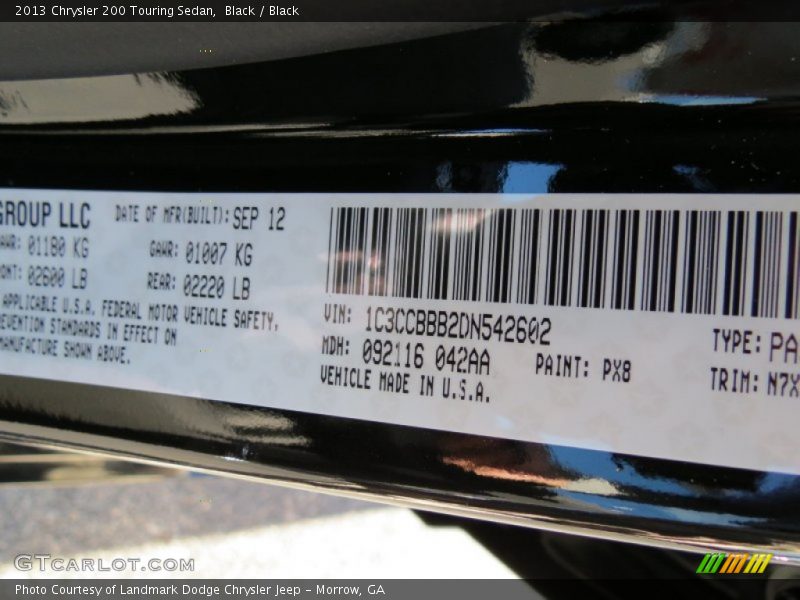 2013 Chrysler 200 Touring Sedan, Black / Black
GROUP LLC DATE OF MFR(BUILT): SEP 12
01180 KG GAWR: 01007 KG
02600 LB REAR: 02220 LB
APPLICABLE U.S.A. FEDERAL MOTOR VEHICLE SAFETY,
STANDARDS IN EFFECT ON
MANUFACTURE SHOWN ABOVE.
VIN: 1C3CCBBB2DN542602 TYPE: PA
MDH: 092116 042AA PAINT: PX8
VEHICLE MADE IN U.S.A. TRIM: N7X
GTCARLOT.COM
Photo Courtesy of Landmark Dodge Chrysler Jeep - Morrow, GA